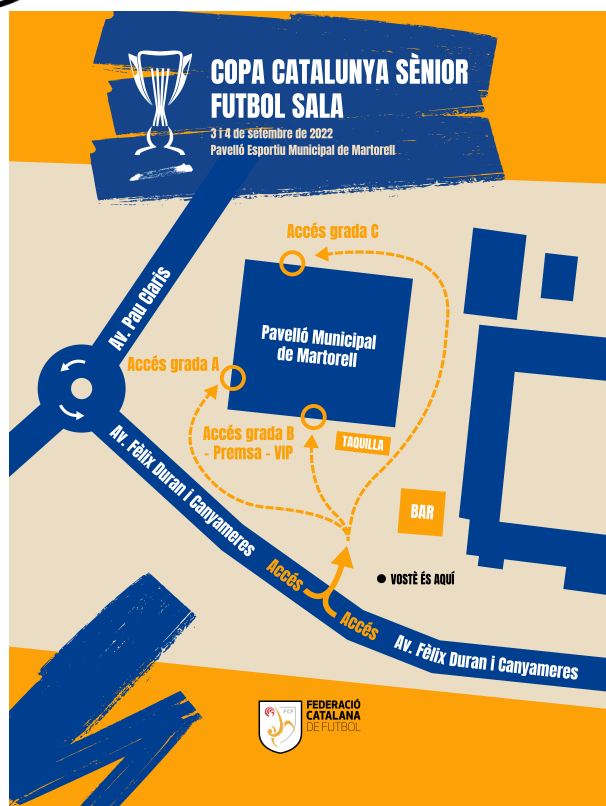 COPA CATALUNYA SÈNIOR
FUTBOL SALA
3 i 4 de setembre de 2022
Pavelló Esportiu Municipal de Martorell
Accés grada C
Av. Pau Claris
Pavelló Municipal
de Martorell
Accés grada A
Accés grada B
- Premsa - VIP
TAQUILLA
Av. Fèlix Duran i Canyameres
BAR
Accés
VOSTÈ ÉS AQUÍ
Accés
Av. Fèlix Duran i Canyameres
FCF
FEDERACIÓ
CATALANA
DE FUTBOL